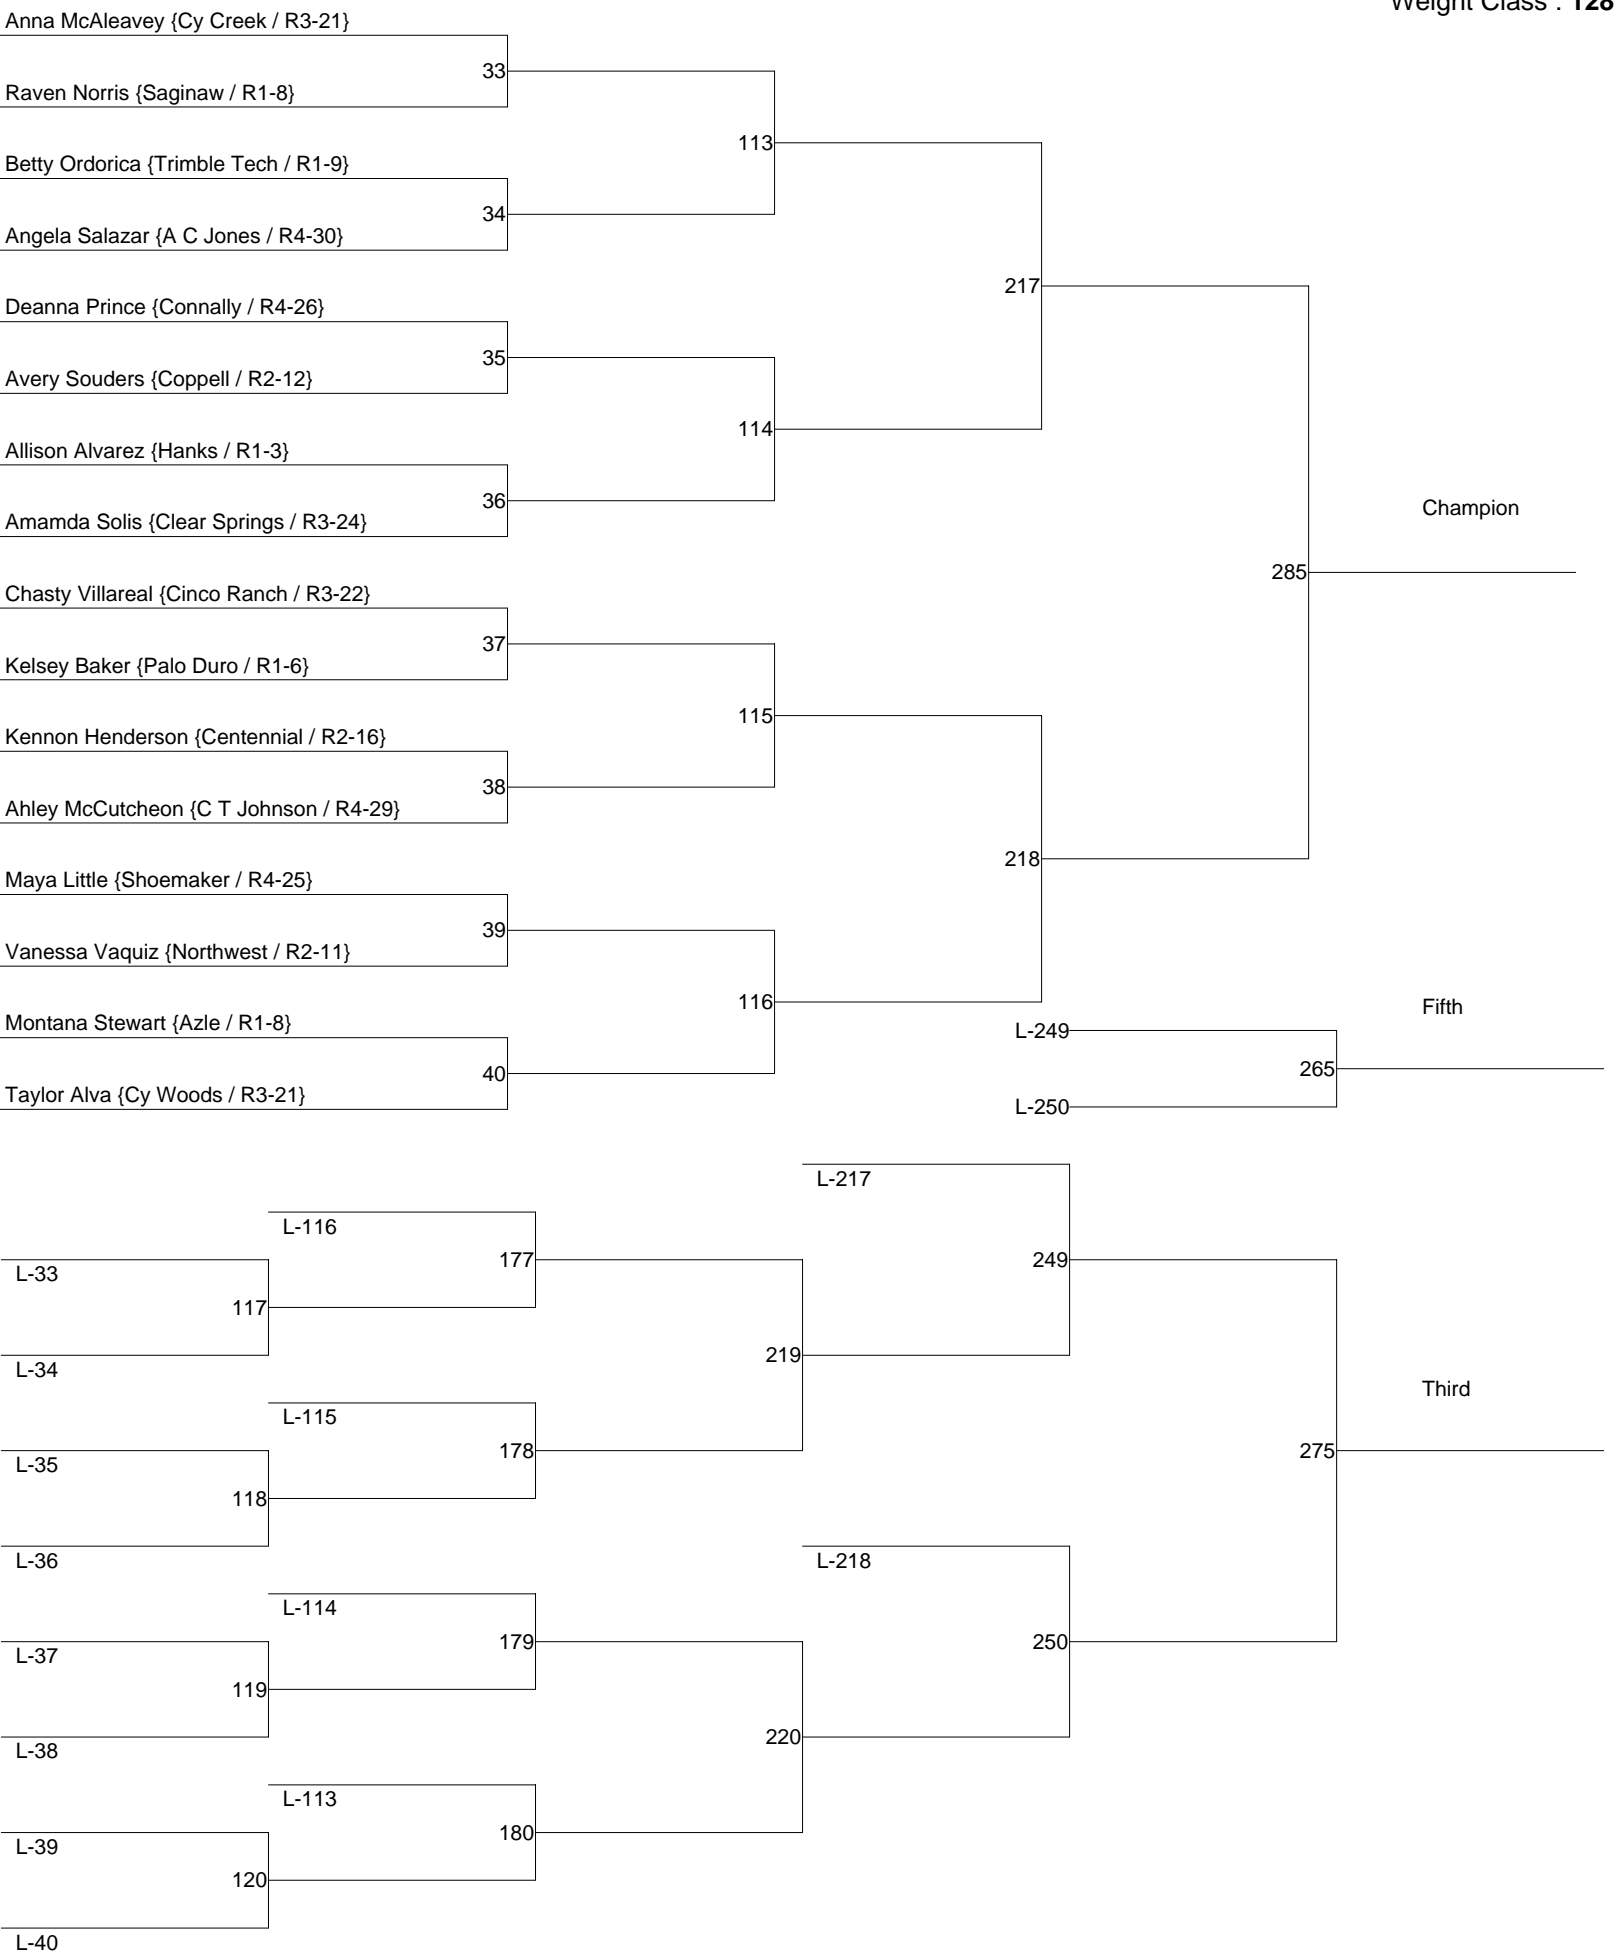 Weight Class : 128
Anna McAleavey {Cy Creek / R3-21}
33
Raven Norris {Saginaw / R1-8}
113
Betty Ordorica {Trimble Tech / R1-9}
34
Angela Salazar {A C Jones / R4-30}
217
Deanna Prince {Connally / R4-26}
35
Avery Souders {Coppell / R2-12}
114
Allison Alvarez {Hanks / R1-3}
36
Amamda Solis {Clear Springs / R3-24}
Champion
285
Chasty Villareal {Cinco Ranch / R3-22}
37
Kelsey Baker {Palo Duro / R1-6}
115
Kennon Henderson {Centennial / R2-16}
38
Ahley McCutcheon {C T Johnson / R4-29}
218
Maya Little {Shoemaker / R4-25}
39
Vanessa Vaquiz {Northwest / R2-11}
116
Montana Stewart {Azle / R1-8}
40
Taylor Alva {Cy Woods / R3-21}
Fifth
L-249
265
L-250
L-217
L-116
177
249
L-33
117
L-34
219
Third
L-115
178
275
L-35
118
L-36
L-218
L-114
179
250
L-37
119
L-38
220
L-113
180
L-39
120
L-40